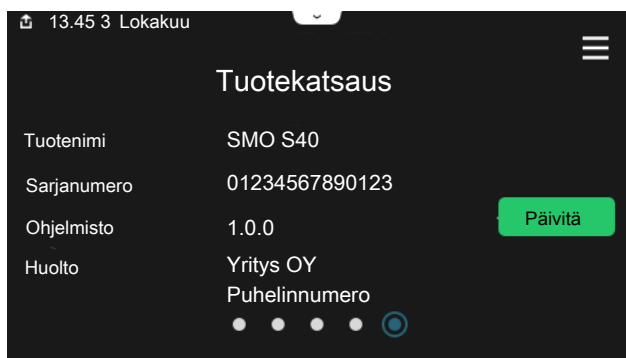 13.45 3 Lokakuu
Tuotekatsaus
Tuotenimi SMO S40
Sarjanumero 01234567890123
Ohjelmisto 1.0.0
Päivitä
Huolto Yritys OY
Puhelinnumero